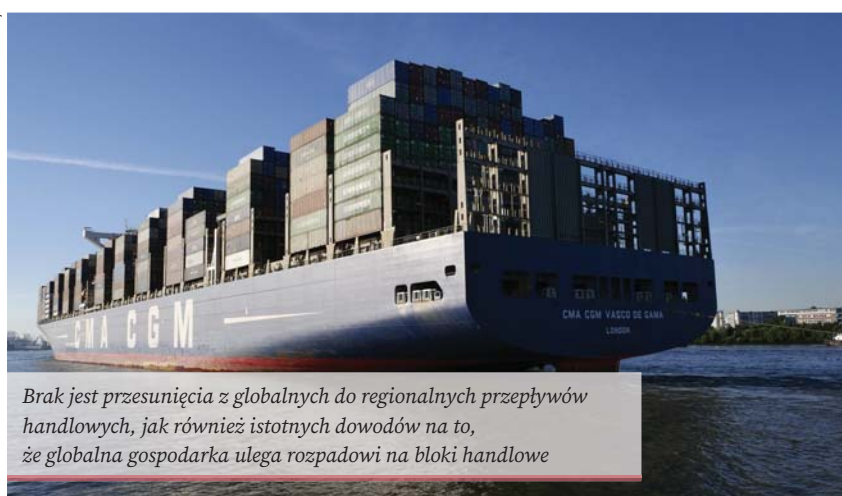 CMA CGM
CMA CGM VASCO DE GAMA
LONDON
Brak jest przesunięcia z globalnych do regionalnych przepływów
handlowych, jak również istotnych dowodów na to,
że globalna gospodarka ulega rozpadowi na bloki handlowe